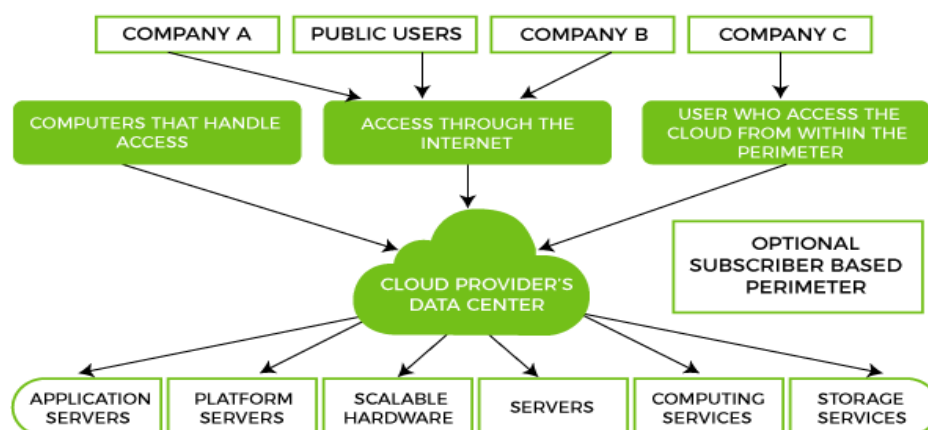 COMPANY A
PUBLIC USERS
COMPANY B
COMPANY C
COMPUTERS THAT HANDLE
ACCESS
ACCESS THROUGH THE
INTERNET
USER WHO ACCESS THE
CLOUD FROM WITHIN THE
PERIMETER
OPTIONAL
SUBSCRIBER BASED
PERIMETER
CLOUD PROVIDER'S
DATA CENTER
APPLICATION
SERVERS
PLATFORM
SERVERS
SCALABLE
HARDWARE
SERVERS
COMPUTING
SERVICES
STORAGE
SERVICES